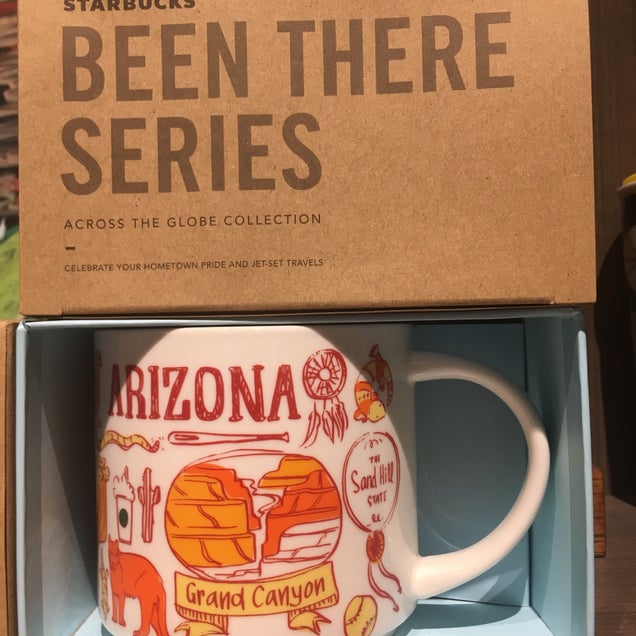 STARBUCKS
BEEN THERE
SERIES
ACROSS THE GLOBE COLLECTION
CELEBRATE YOUR HOMETOWN PRIDE AND JET-SET TRAVELS
ARIZONA
THE
Sand Hill
STATE
Grand Canyon